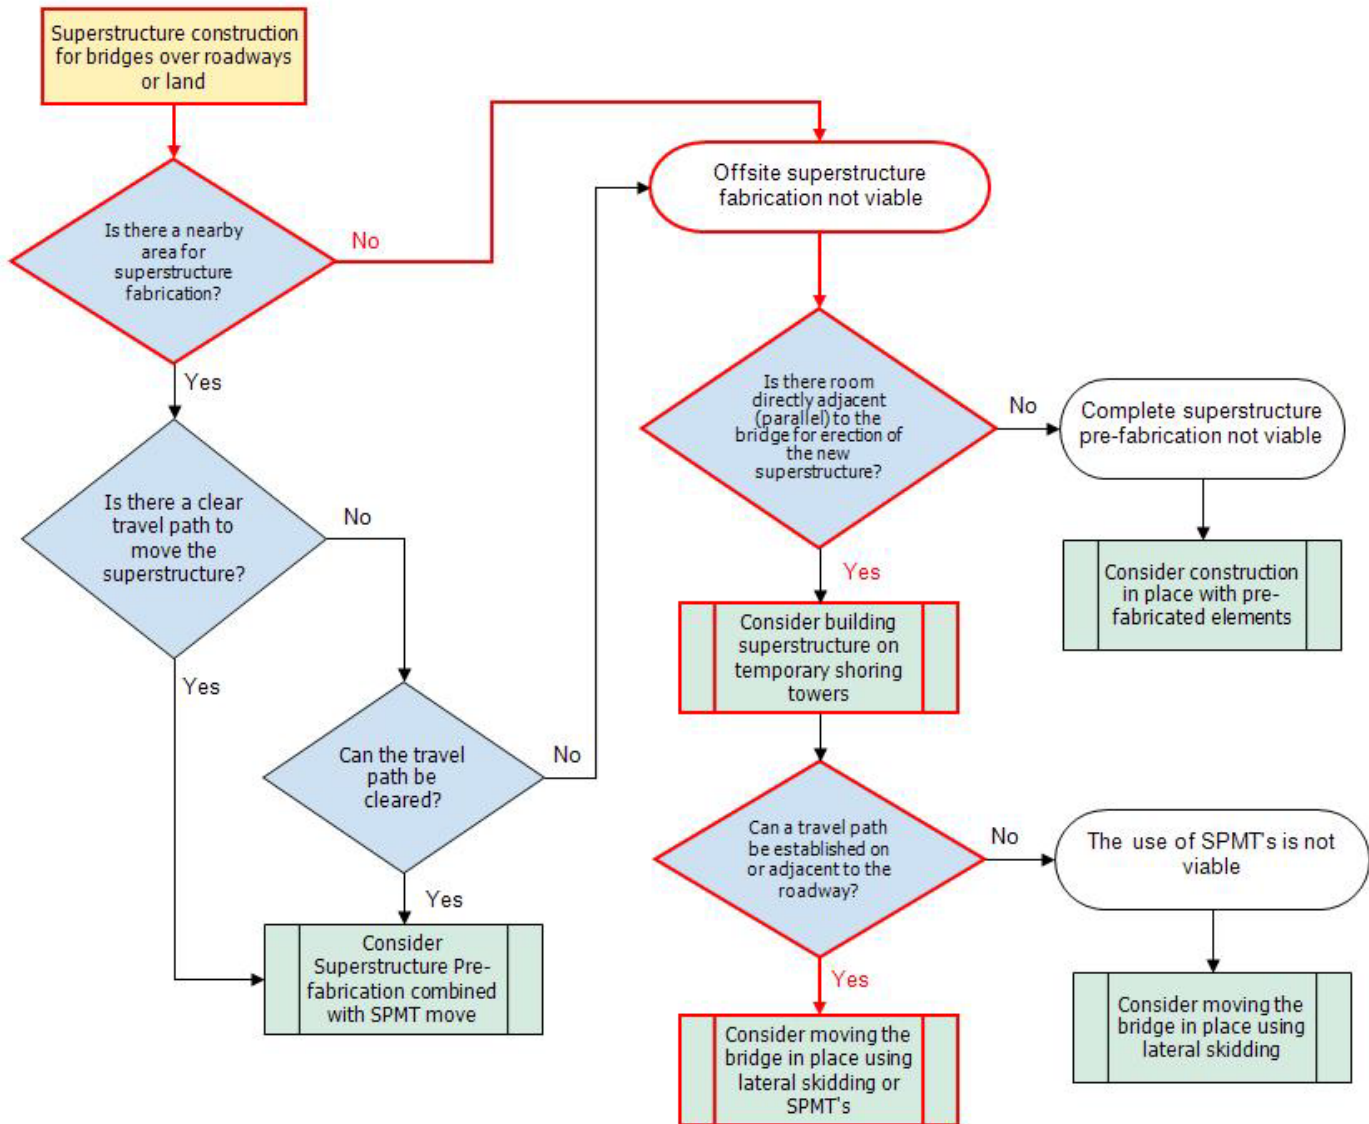 Superstructure construction
for bridges over roadways
or land
Is there a nearby
area for
superstructure
fabrication?
No
Yes
Is there a clear
travel path to
move the
superstructure?
No
Yes
Can the travel
path be
cleared?
No
Yes
Consider
Superstructure Pre-
fabrication combined
with SPMT move
Offsite superstructure
fabrication not viable
Is there room
directly adjacent
(parallel) to the
bridge for erection of
the new
superstructure?
No
Complete superstructure
pre-fabrication not viable
Consider construction
in place with pre-
fabricated elements
Yes
Consider building
superstructure on
temporary shoring
towers
Can a travel path
be established on
or adjacent to the
roadway?
No
The use of SPMT's is not
viable
Consider moving the
bridge in place using
lateral skidding
Yes
Consider moving the
bridge in place using
lateral skidding or
SPMT's